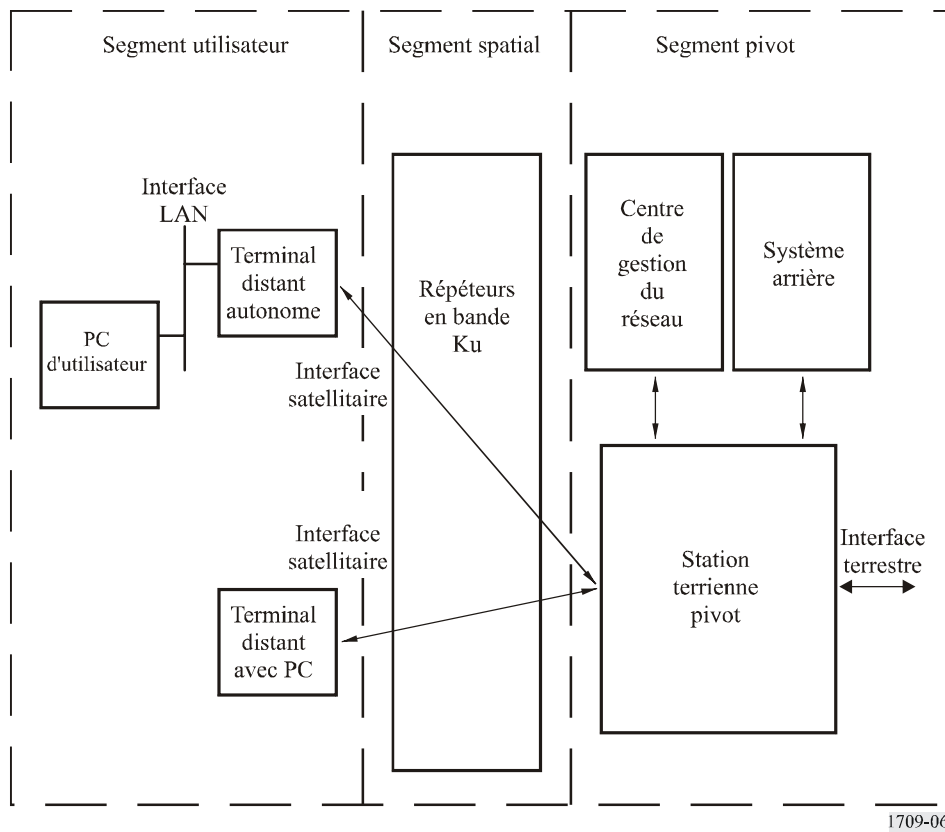 Segment utilisateur
Segment spatial
Segment pivot
Interface
LAN
Terminal
distant
autonome
PC
d'utilisateur
Interface
satellitaire
Répéteurs
en bande
Ku
Centre
de
gestion
du
réseau
Système
arrière
Interface
satellitaire
Terminal
distant
avec PC
Station
terrienne
pivot
Interface
terrestre
1709-06